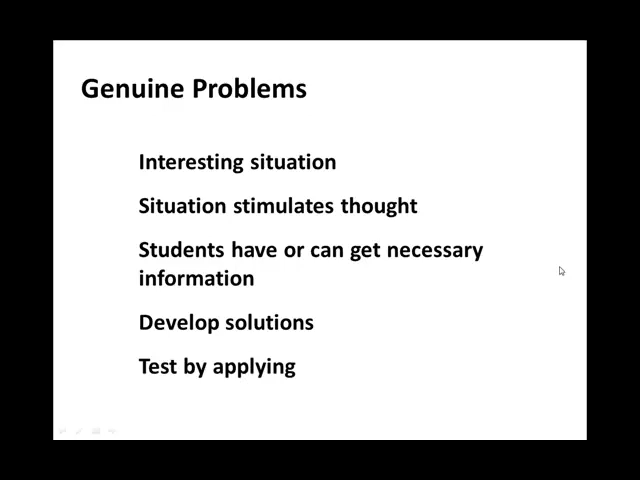 Genuine Problems
Interesting situation
Situation stimulates thought
Students have or can get necessary
information
Develop solutions
Test by applying